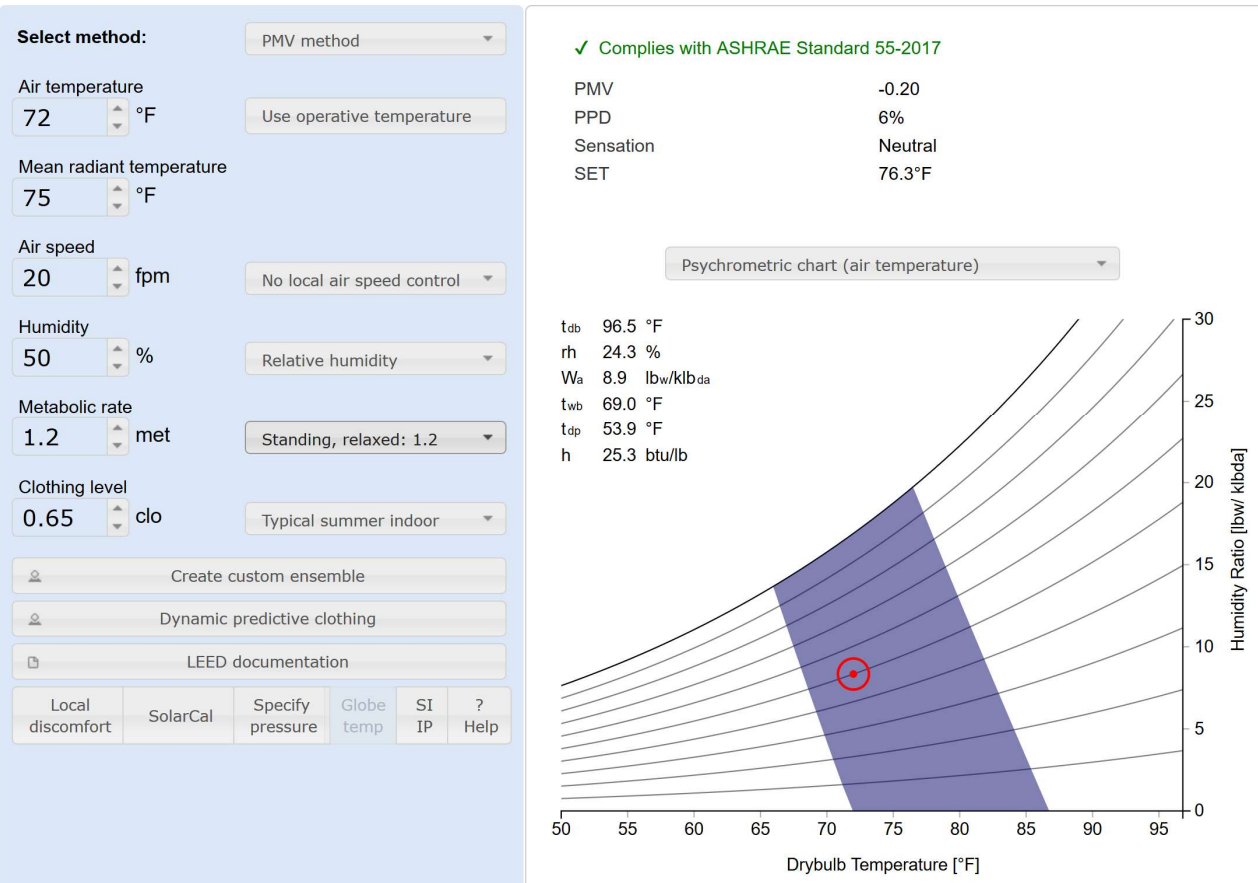 Select method:
PMV method
Air temperature
72 °F
Use operative temperature
Mean radiant temperature
75 °F
Air speed
20 fpm
No local air speed control
Humidity
50 %
Relative humidity
Metabolic rate
1.2 met
Standing, relaxed: 1.2
Clothing level
0.65 clo
Typical summer indoor
Create custom ensemble
Dynamic predictive clothing
LEED documentation
Local discomfort
SolarCal
Specify pressure
Globe temp
SI IP
? Help
✓ Complies with ASHRAE Standard 55-2017
PMV -0.20
PPD 6%
Sensation Neutral
SET 76.3°F
Psychrometric chart (air temperature)
tdb 96.5 °F
rh 24.3 %
Wa 8.9 lbw/klbda
twb 69.0 °F
tdp 53.9 °F
h 25.3 btu/lb
30
25
20
15
10
5
0
Humidity Ratio [lbw/ klbda]
50 55 60 65 70 75 80 85 90 95
Drybulb Temperature [°F]